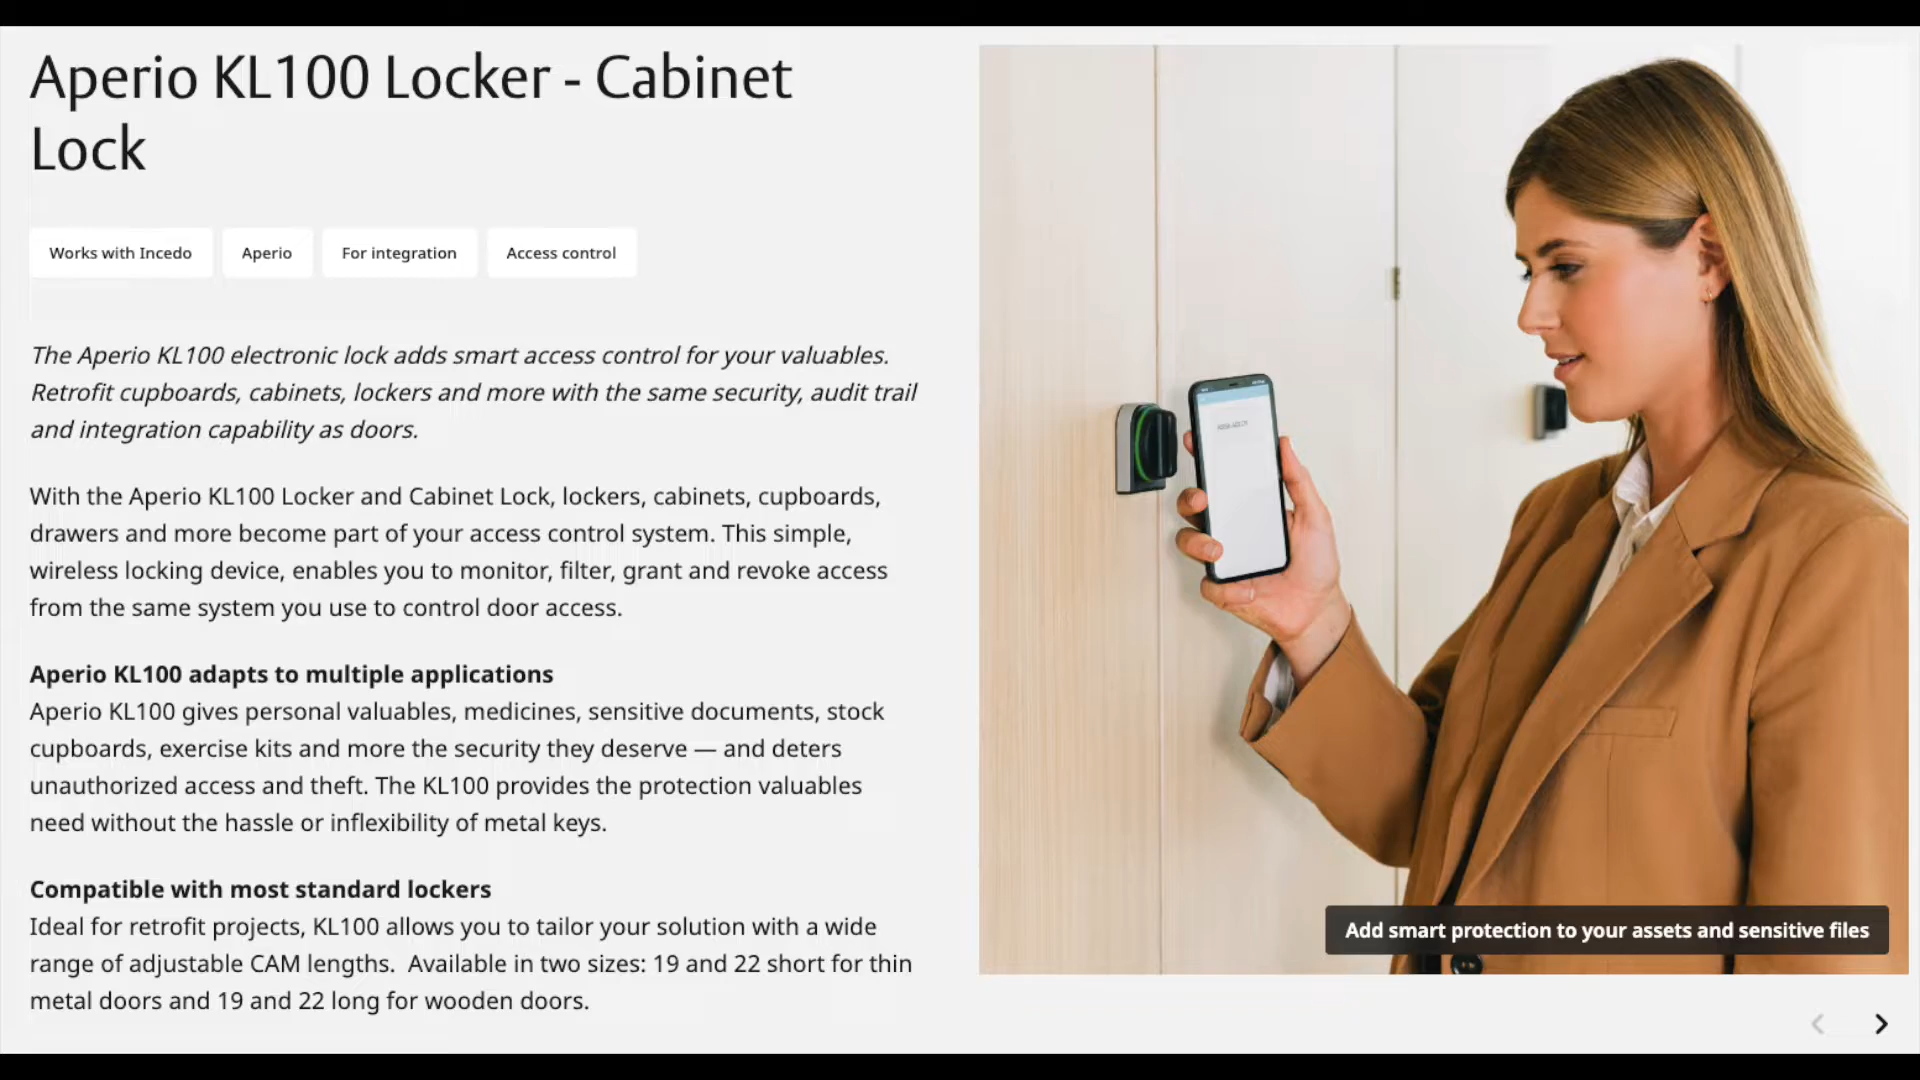 Aperio KL100 Locker - Cabinet
Lock
Works with Incedo
Aperio
For integration
Access control
The Aperio KL100 electronic lock adds smart access control for your valuables.
Retrofit cupboards, cabinets, lockers and more with the same security, audit trail
and integration capability as doors.
With the Aperio KL100 Locker and Cabinet Lock, lockers, cabinets, cupboards,
drawers and more become part of your access control system. This simple,
wireless locking device, enables you to monitor, filter, grant and revoke access
from the same system you use to control door access.
Aperio KL100 adapts to multiple applications
Aperio KL100 gives personal valuables, medicines, sensitive documents, stock
cupboards, exercise kits and more the security they deserve — and deters
unauthorized access and theft. The KL100 provides the protection valuables
need without the hassle or inflexibility of metal keys.
Compatible with most standard lockers
Ideal for retrofit projects, KL100 allows you to tailor your solution with a wide
range of adjustable CAM lengths.  Available in two sizes: 19 and 22 short for thin
metal doors and 19 and 22 long for wooden doors.
Add smart protection to your assets and sensitive files